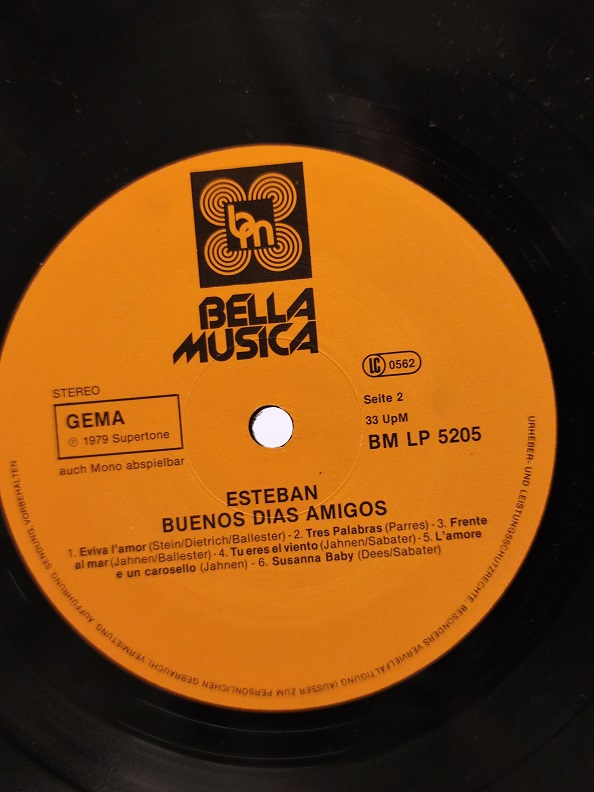 bm
BELLA
MUSICA
LC 0562
STEREO
GEMA
℗ 1979 Supertone
auch Mono abspielbar
Seite 2
33 UpM
BM LP 5205
ESTEBAN
BUENOS DIAS AMIGOS
1. Eviva l'amor (Stein/Dietrich/Ballester) - 2. Tres Palabras (Parres) - 3. Frente
al mar (Jahnen/Ballester) - 4. Tu eres el viento (Jahnen/Sabater) - 5. L'amore
e un carosello (Jahnen) - 6. Susanna Baby (Dees/Sabater)
URHEBER- UND LEISTUNGSSCHUTZRECHTE, BESONDERS VERVIELFÄLTIGUNG (AUSSER ZUM PERSÖNLICHEN GEBRAUCH), VERMIETUNG, AUFFÜHRUNG, SENDUNG VORBEHALTEN